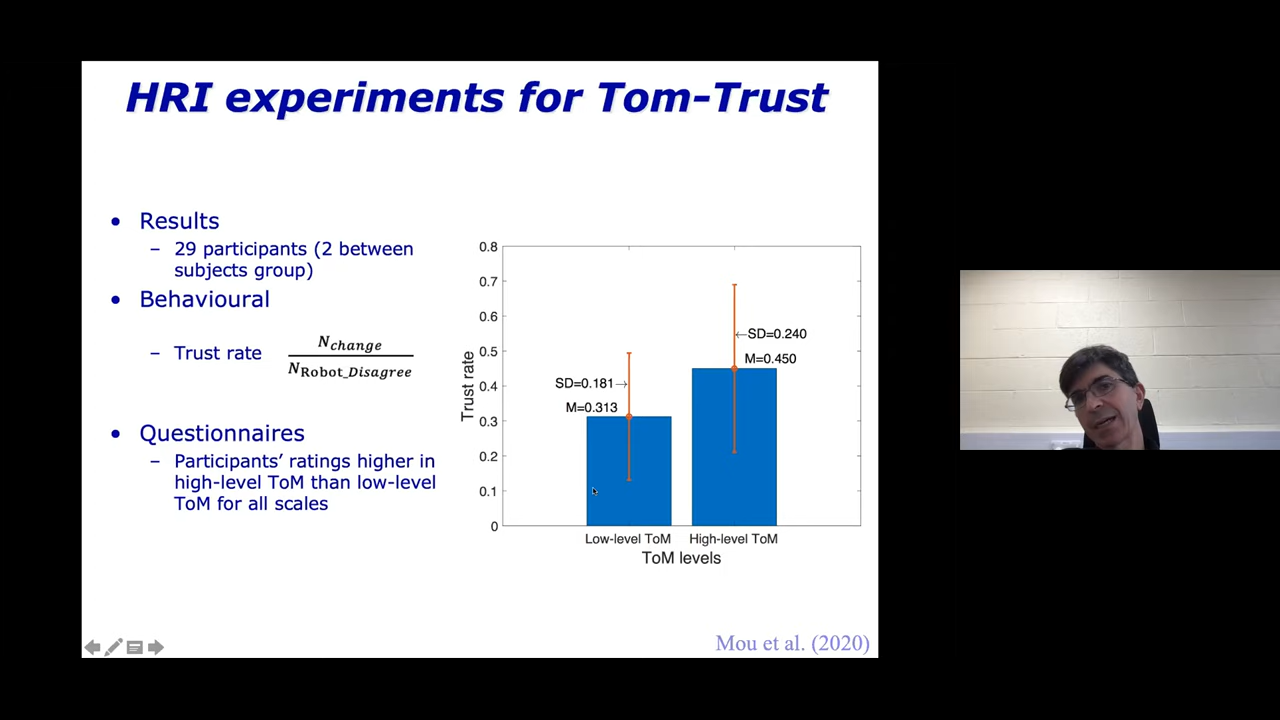 HRI experiments for Tom-Trust
• Results
– 29 participants (2 between
subjects group)
• Behavioural
– Trust rate
N_change
N_Robot_Disagree
• Questionnaires
– Participants’ ratings higher in
high-level ToM than low-level
ToM for all scales
Trust rate
0.8
0.7
0.6
0.5
0.4
0.3
0.2
0.1
0
SD=0.181
M=0.313
SD=0.240
M=0.450
Low-level ToM
High-level ToM
ToM levels
Mou et al. (2020)